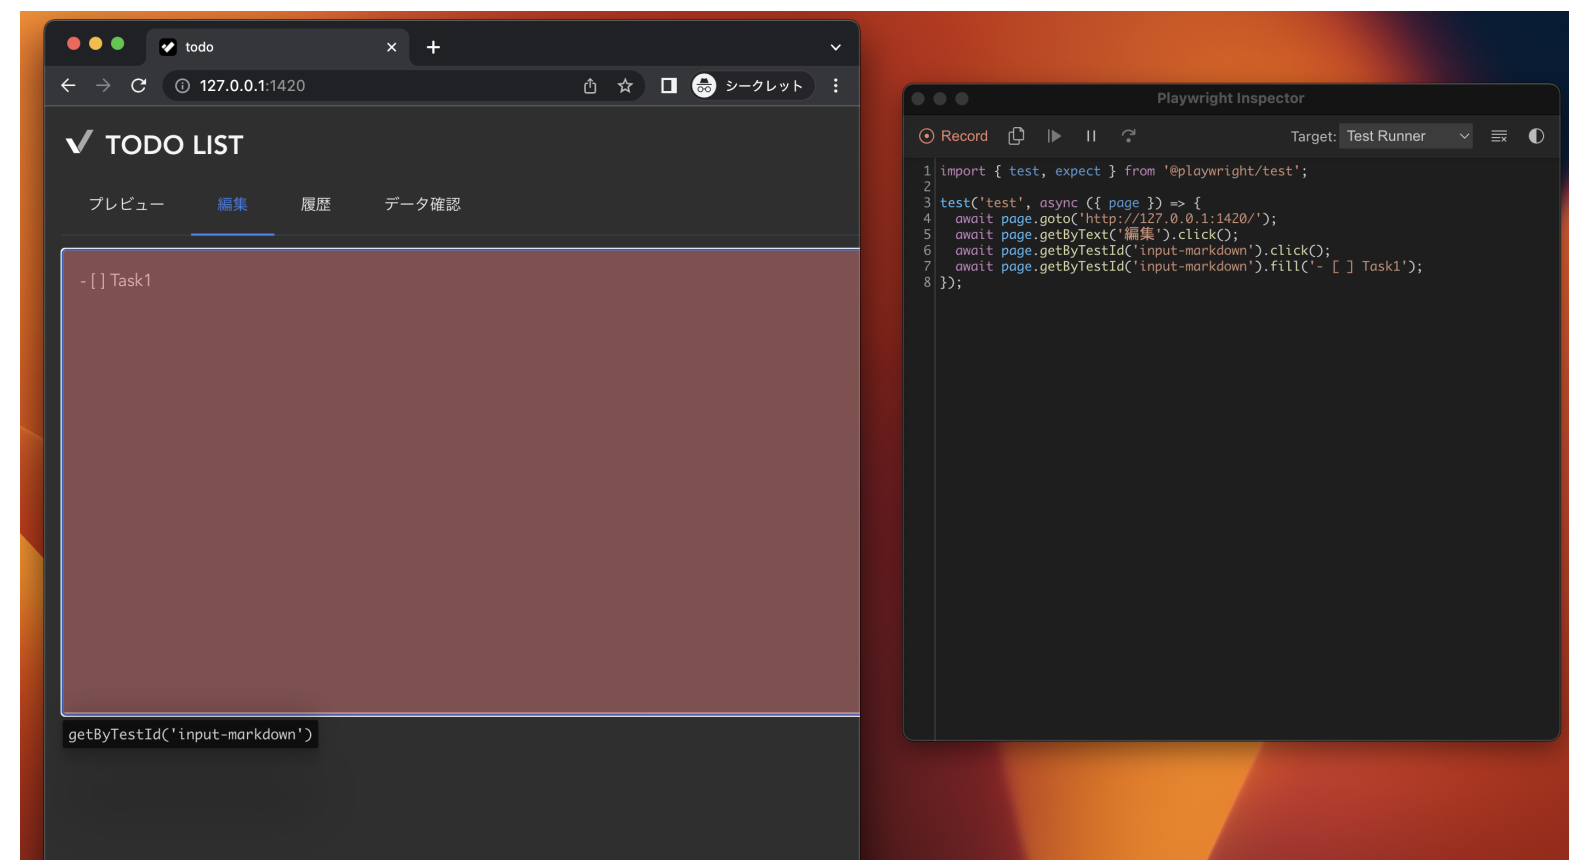 todo
127.0.0.1:1420
シークレット
TODO LIST
プレビュー 編集 履歴 データ確認
- [ ] Task1
getByTestId('input-markdown')
Playwright Inspector
Record
Target: Test Runner
1 import { test, expect } from '@playwright/test';
2
3 test('test', async ({ page }) => {
4 await page.goto('http://127.0.0.1:1420/');
5 await page.getByText('編集').click();
6 await page.getByTestId('input-markdown').click();
7 await page.getByTestId('input-markdown').fill('- [ ] Task1');
8 });